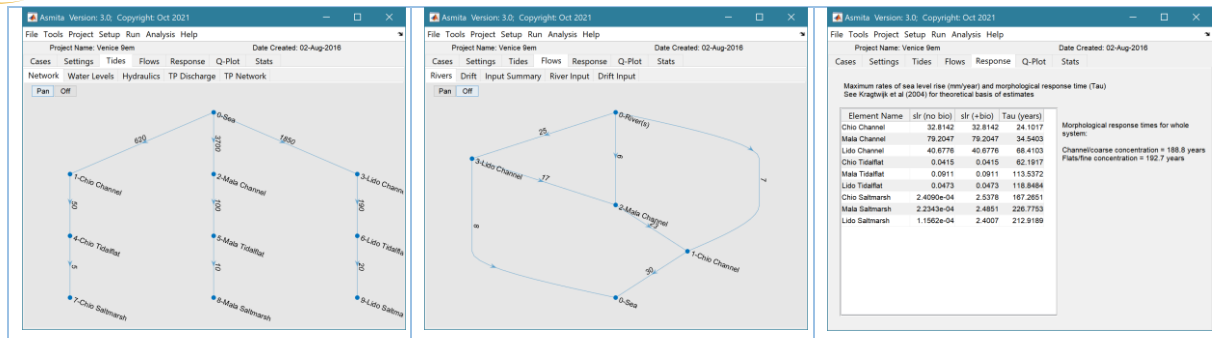 Asmita Version: 3.0; Copyright: Oct 2021
File Tools Project Setup Run Analysis Help
Project Name: Venice 9em Date Created: 02-Aug-2016
Cases Settings Tides Flows Response Q-Plot Stats
Network Water Levels Hydraulics TP Discharge TP Network
Pan Off
0-Sea
620 3700 1850
1-Chio Channel 2-Mala Channel 3-Lido Chann
50 100 190
4-Chio Tidalflat 5-Mala Tidalflat 6-Lido Tidalfla
5 10 20
7-Chio Saltmarsh 8-Mala Saltmarsh 9-Lido Saltma
Asmita Version: 3.0; Copyright: Oct 2021
File Tools Project Setup Run Analysis Help
Project Name: Venice 9em Date Created: 02-Aug-2016
Cases Settings Tides Flows Response Q-Plot Stats
Rivers Drift Input Summary River Input Drift Input
Pan Off
0-River(s)
25
6
3-Lido Channel
17
7
2-Mala Channel
8
1-Chio Channel
30
0-Sea
Asmita Version: 3.0; Copyright: Oct 2021
File Tools Project Setup Run Analysis Help
Project Name: Venice 9em Date Created: 02-Aug-2016
Cases Settings Tides Flows Response Q-Plot Stats
Maximum rates of sea level rise (mm/year) and morphological response time (Tau)
See Kragtwijk et al (2004) for theoretical basis of estimates
Element Name slr (no bio) slr (+bio) Tau (years)
Chio Channel 32.8142 32.8142 24.1017
Mala Channel 79.2047 79.2047 34.5403
Lido Channel 40.6776 40.6776 68.4103
Chio Tidalflat 0.0415 0.0415 62.1917
Mala Tidalflat 0.0911 0.0911 113.5372
Lido Tidalflat 0.0473 0.0473 118.8484
Chio Saltmarsh 2.4090e-04 2.5378 167.2651
Mala Saltmarsh 2.2343e-04 2.4851 226.7753
Lido Saltmarsh 1.1562e-04 2.4007 212.9189
Morphological response times for whole
system:
Channel/coarse concentration = 188.8 years
Flats/fine concentration = 192.7 years